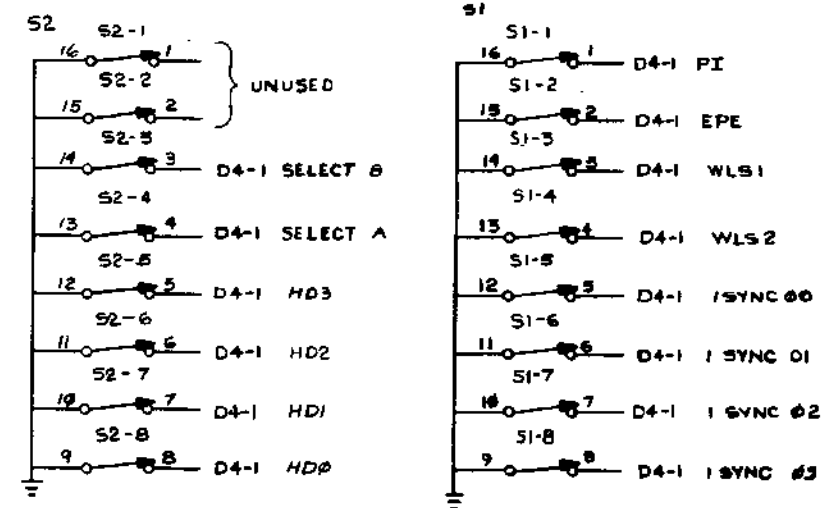 S2
S2-1
16 1
S2-2
UNUSED
15 2
S2-3
14 3 D4-1 SELECT B
S2-4
13 4 D4-1 SELECT A
S2-5
12 5 D4-1 HD3
S2-6
11 6 D4-1 HD2
S2-7
10 7 D4-1 HD1
S2-8
9 8 D4-1 HDØ
S1
S1-1
16 1 D4-1 PI
S1-2
15 2 D4-1 EPE
S1-3
14 3 D4-1 WLS1
S1-4
13 4 D4-1 WLS2
S1-5
12 5 D4-1 I SYNC ØØ
S1-6
11 6 D4-1 I SYNC 01
S1-7
10 7 D4-1 I SYNC Ø2
S1-8
9 8 D4-1 I SYNC Ø3